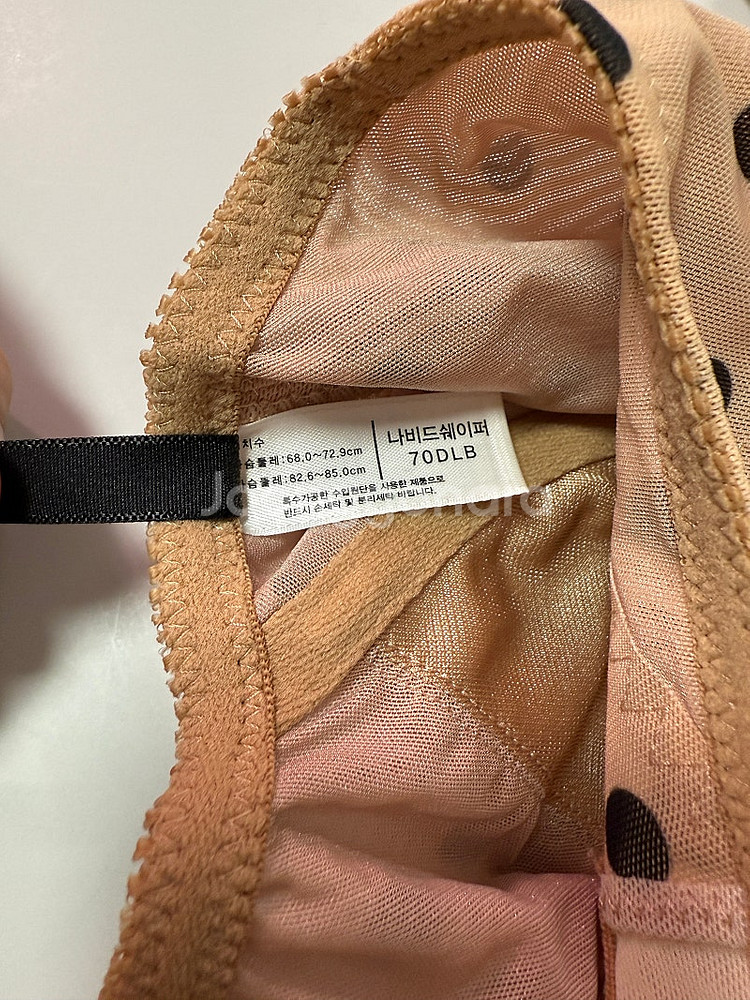 치수
슴둘레:68.0~72.9cm
슴둘레:82.6~85.0cm
나비드쉐이퍼
70DLB
특수가공한 수입원단을 사용한 제품으로
반드시 손세탁 및 분리세탁 바랍니다.